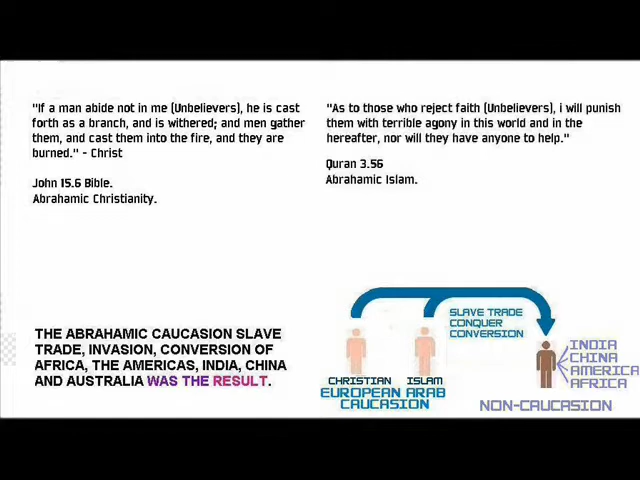 "If a man abide not in me (Unbelievers), he is cast
forth as a branch, and is withered; and men gather
them, and cast them into the fire, and they are
burned." - Christ
John 15.6 Bible.
Abrahamic Christianity.
"As to those who reject faith (Unbelievers), i will punish
them with terrible agony in this world and in the
hereafter, nor will they have anyone to help."
Quran 3.56
Abrahamic Islam.
THE ABRAHAMIC CAUCASION SLAVE
TRADE, INVASION, CONVERSION OF
AFRICA, THE AMERICAS, INDIA, CHINA
AND AUSTRALIA WAS THE RESULT.
SLAVE TRADE
CONQUER
CONVERSION
CHRISTIAN ISLAM
EUROPEAN ARAB
CAUCASION
INDIA
CHINA
AMERICA
AFRICA
NON-CAUCASION